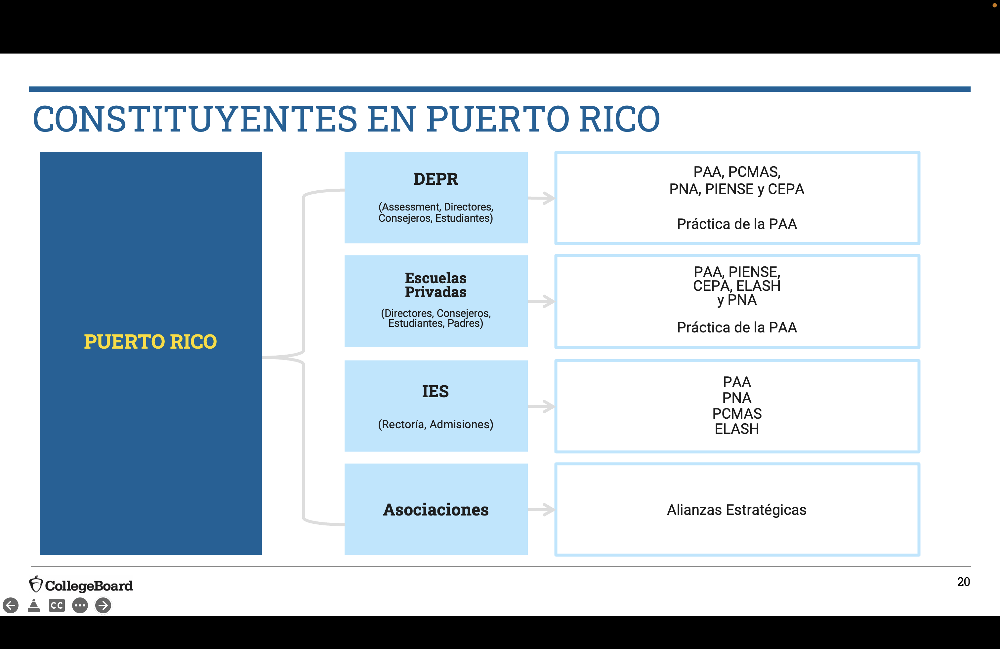 CONSTITUYENTES EN PUERTO RICO
PUERTO RICO
DEPR
(Assessment, Directores,
Consejeros, Estudiantes)
PAA, PCMAS,
PNA, PIENSE y CEPA
Práctica de la PAA
Escuelas
Privadas
(Directores, Consejeros,
Estudiantes, Padres)
PAA, PIENSE,
CEPA, ELASH
y PNA
Práctica de la PAA
IES
(Rectoría, Admisiones)
PAA
PNA
PCMAS
ELASH
Asociaciones
Alianzas Estratégicas
CollegeBoard
20
CC